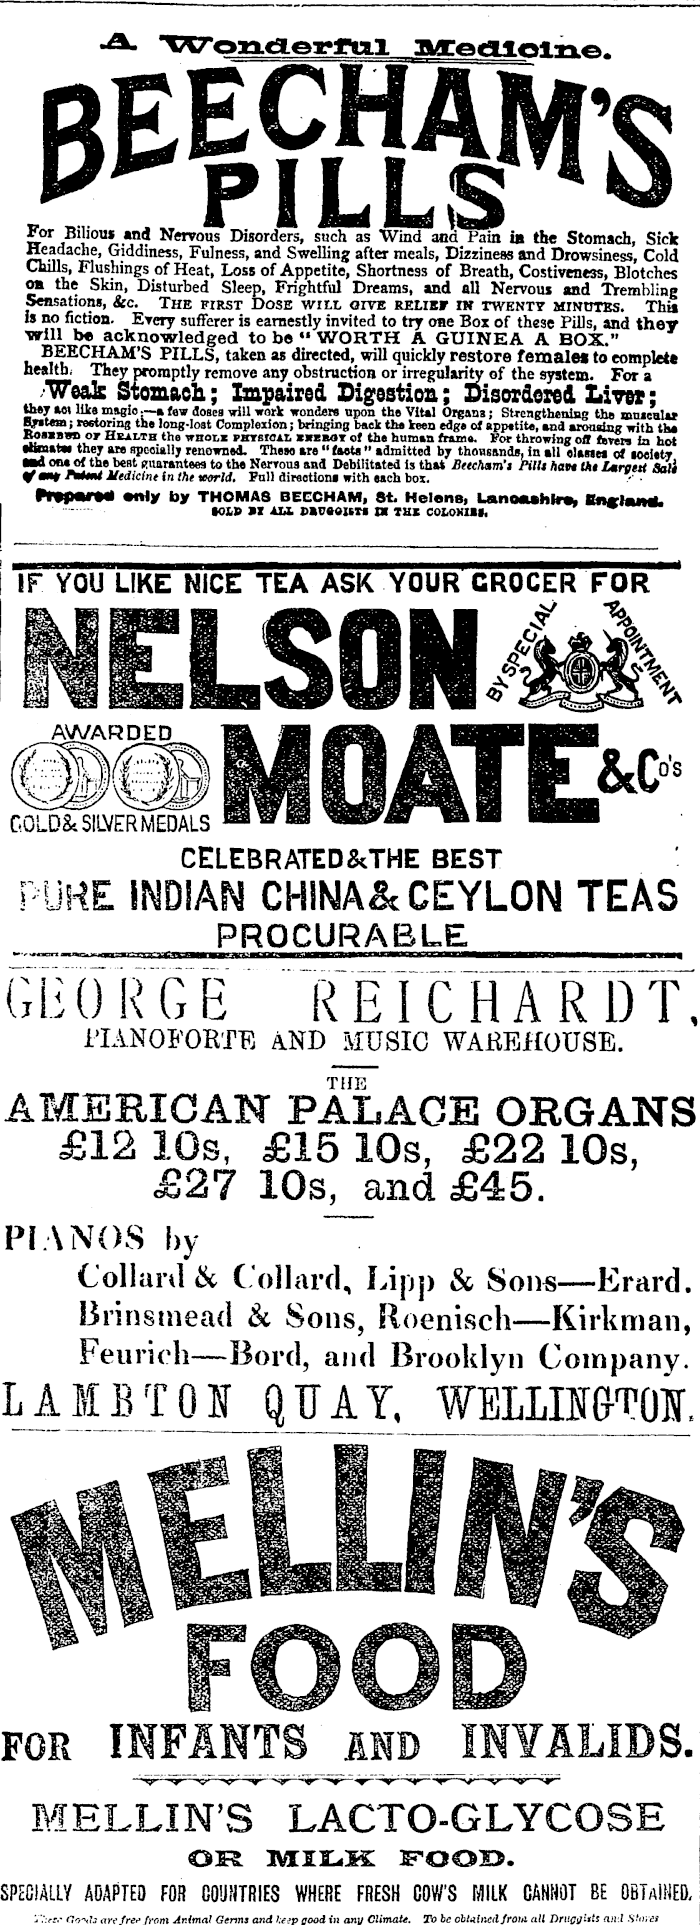 A Wonderful Medicine.
BEECHAM'S
PILLS
For Bilious and Nervous Disorders, such as Wind and Pain in the Stomach, Sick
Headache, Giddiness, Fulness, and Swelling after meals, Dizziness and Drowsiness, Cold
Chills, Flushings of Heat, Loss of Appetite, Shortness of Breath, Costiveness, Blotches
on the Skin, Disturbed Sleep, Frightful Dreams, and all Nervous and Trembling
Sensations, &c. THE FIRST DOSE WILL GIVE RELIEF IN TWENTY MINUTES. This
is no fiction. Every sufferer is earnestly invited to try one Box of these Pills, and they
will be acknowledged to be "WORTH A GUINEA A BOX."
BEECHAM'S PILLS, taken as directed, will quickly restore females to complete
health. They promptly remove any obstruction or irregularity of the system. For a
Weak Stomach; Impaired Digestion; Disordered Liver;
they act like magic;—a few doses will work wonders upon the Vital Organs; Strengthening the muscular
System; restoring the long-lost Complexion; bringing back the keen edge of appetite, and arousing with the
ROSEBUD OF HEALTH the WHOLE PHYSICAL ENERGY of the human frame. For throwing off fevers in hot
climates they are specially renowned. These are "facts" admitted by thousands, in all classes of society,
and one of the best guarantees to the Nervous and Debilitated is that Beecham's Pills have the Largest Sale
of any Patent Medicine in the world. Full directions with each box.
Prepared only by THOMAS BEECHAM, St. Helens, Lancashire, England.
SOLD BY ALL DRUGGISTS IN THE COLONIES.
IF YOU LIKE NICE TEA ASK YOUR GROCER FOR
NELSON
BY SPECIAL APPOINTMENT
AWARDED
MOATE &Co's
GOLD & SILVER MEDALS
CELEBRATED & THE BEST
PURE INDIAN CHINA & CEYLON TEAS
PROCURABLE
GEORGE REICHARDT,
PIANOFORTE AND MUSIC WAREHOUSE.
THE
AMERICAN PALACE ORGANS
£12 10s, £15 10s, £22 10s,
£27 10s, and £45.
PIANOS by
Collard & Collard, Lipp & Sons—Erard.
Brinsmead & Sons, Roenisch—Kirkman,
Feurich—Bord, and Brooklyn Company.
LAMBTON QUAY, WELLINGTON.
MELLIN'S
FOOD
FOR INFANTS AND INVALIDS.
MELLIN'S LACTO-GLYCOSE
OR MILK FOOD.
SPECIALLY ADAPTED FOR COUNTRIES WHERE FRESH COW'S MILK CANNOT BE OBTAINED.
These Goods are free from Animal Germs and keep good in any Climate. To be obtained from all Druggists and Stores